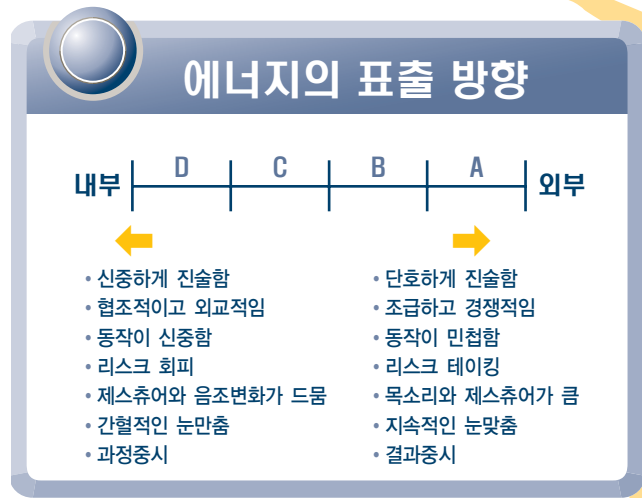 에너지의 표출 방향
내부 D C B A 외부
• 신중하게 진술함
• 협조적이고 외교적임
• 동작이 신중함
• 리스크 회피
• 제스츄어와 음조변화가 드뭄
• 간헐적인 눈만춤
• 과정중시
• 단호하게 진술함
• 조급하고 경쟁적임
• 동작이 민첩함
• 리스크 테이킹
• 목소리와 제스츄어가 큼
• 지속적인 눈맞춤
• 결과중시